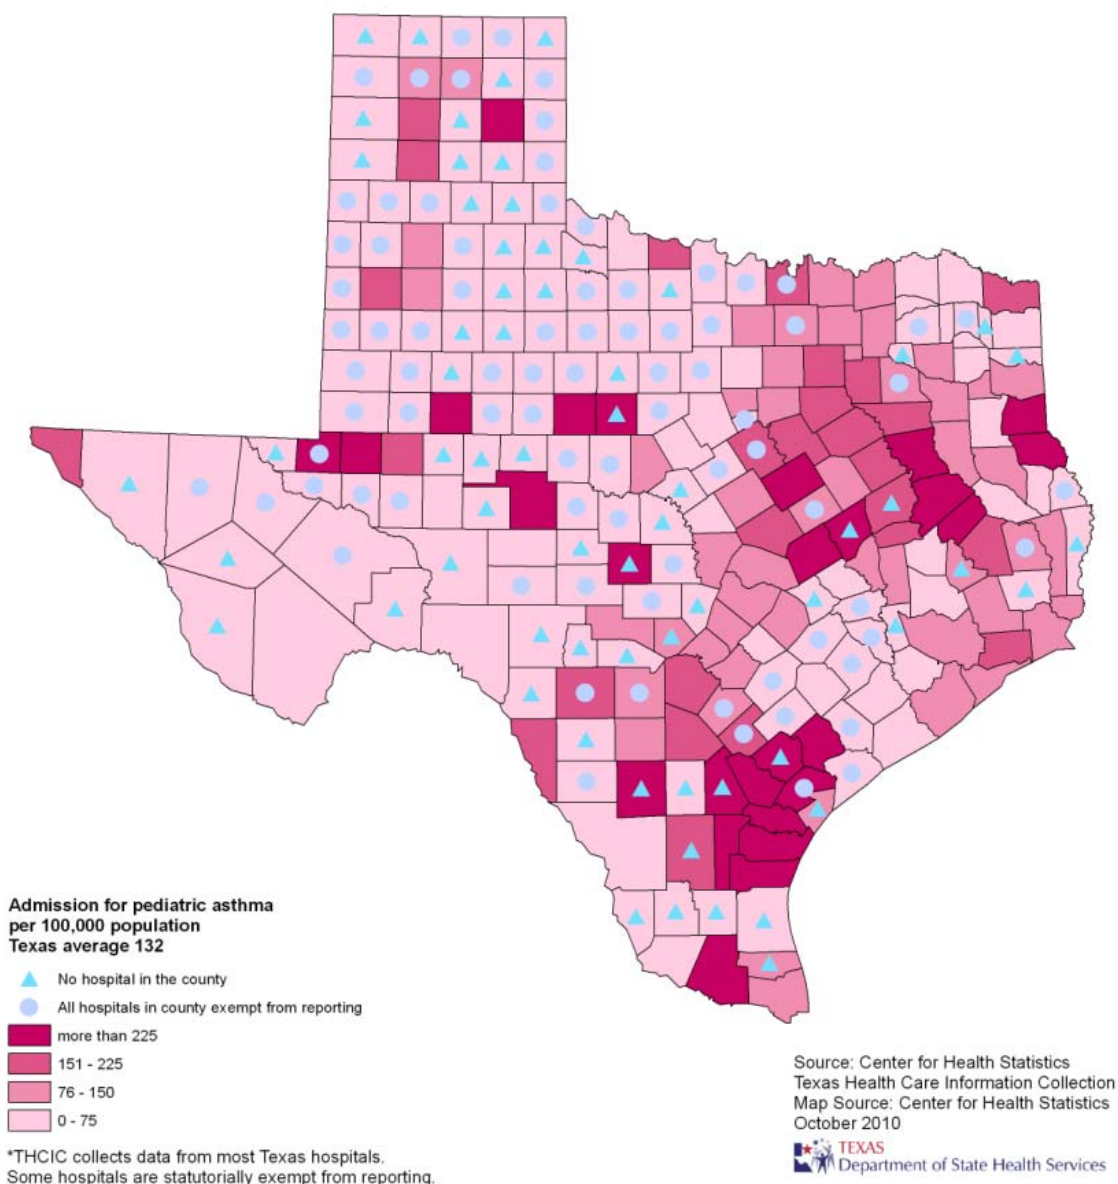 Admission for pediatric asthma
per 100,000 population
Texas average 132
No hospital in the county
All hospitals in county exempt from reporting
more than 225
151 - 225
76 - 150
0 - 75
*THCIC collects data from most Texas hospitals.
Some hospitals are statutorily exempt from reporting.
Source: Center for Health Statistics
Texas Health Care Information Collection
Map Source: Center for Health Statistics
October 2010
TEXAS
Department of State Health Services